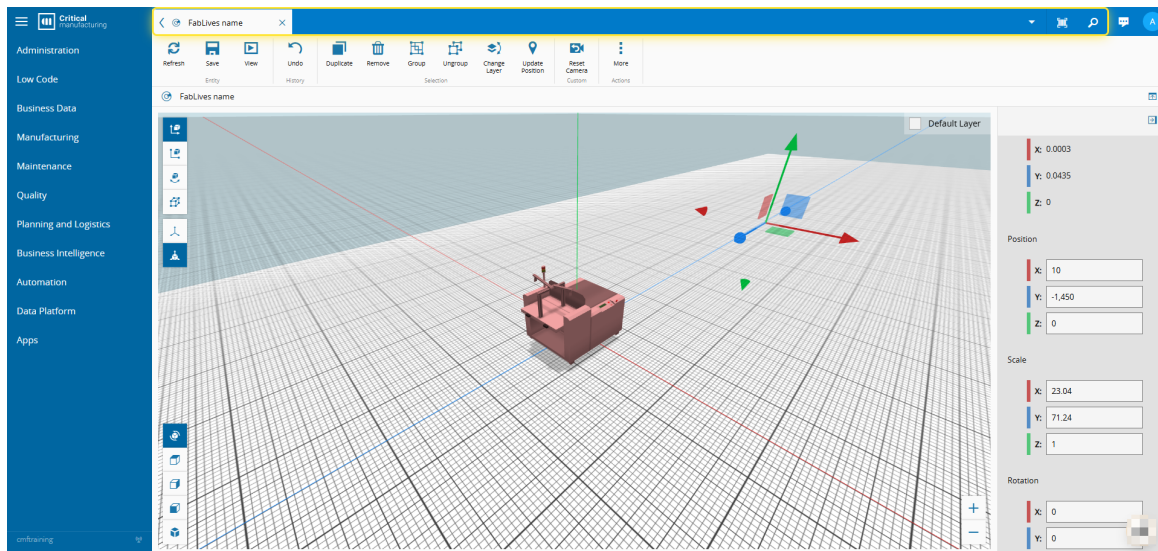 Critical
manufacturing
FabLives name
A
Administration
Low Code
Business Data
Manufacturing
Maintenance
Quality
Planning and Logistics
Business Intelligence
Automation
Data Platform
Apps
cmftraining
Refresh
Save
View
Undo
Duplicate
Remove
Group
Ungroup
Change
Layer
Update
Position
Reset
Camera
More
Entity
History
Selection
Custom
Actions
FabLives name
Default Layer
X: 0.0003
Y: 0.0435
Z: 0
Position
X: 10
Y: -1,450
Z: 0
Scale
X: 23.04
Y: 71.24
Z: 1
Rotation
X: 0
Y: 0